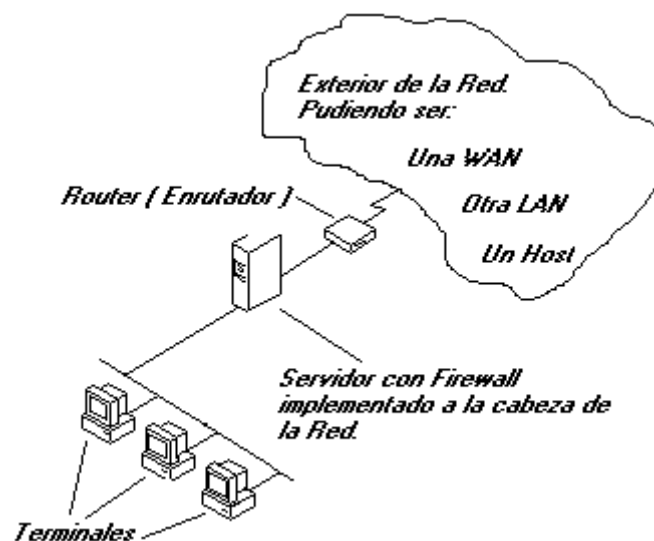 Exterior de la Red.
Pudiendo ser:
Una WAN
Otra LAN
Un Host
Router ( Enrutador )
Servidor con Firewall
implementado a la cabeza de
la Red.
Terminales